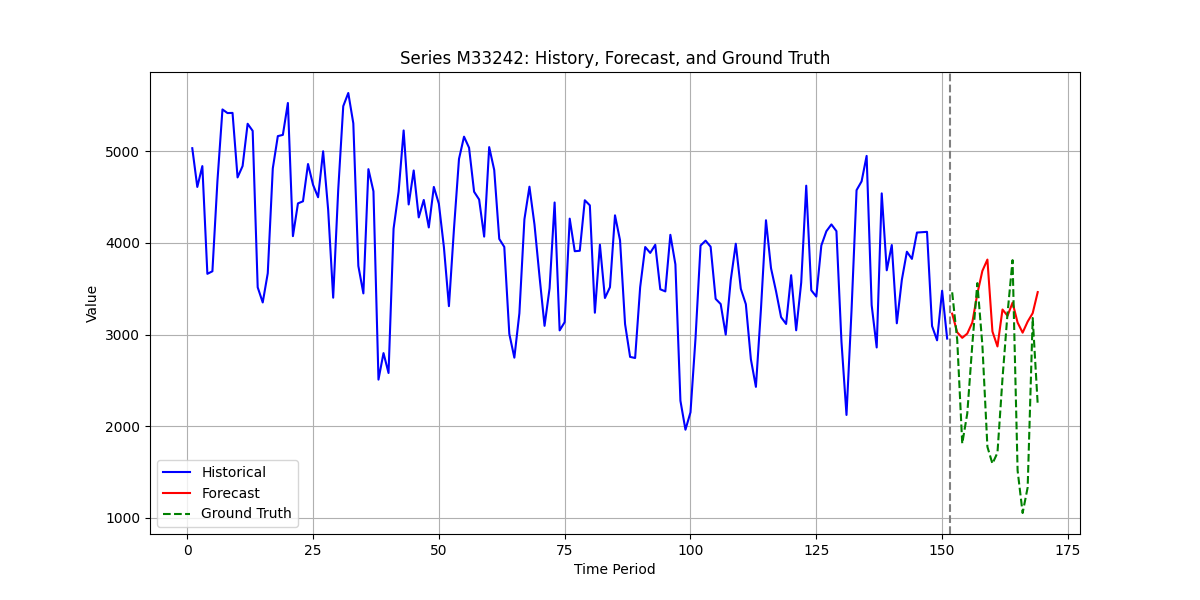 Series M33242: History, Forecast, and Ground Truth
Value
5000
4000
3000
2000
1000
Historical
Forecast
Ground Truth
0
25
50
75
100
125
150
175
Time Period